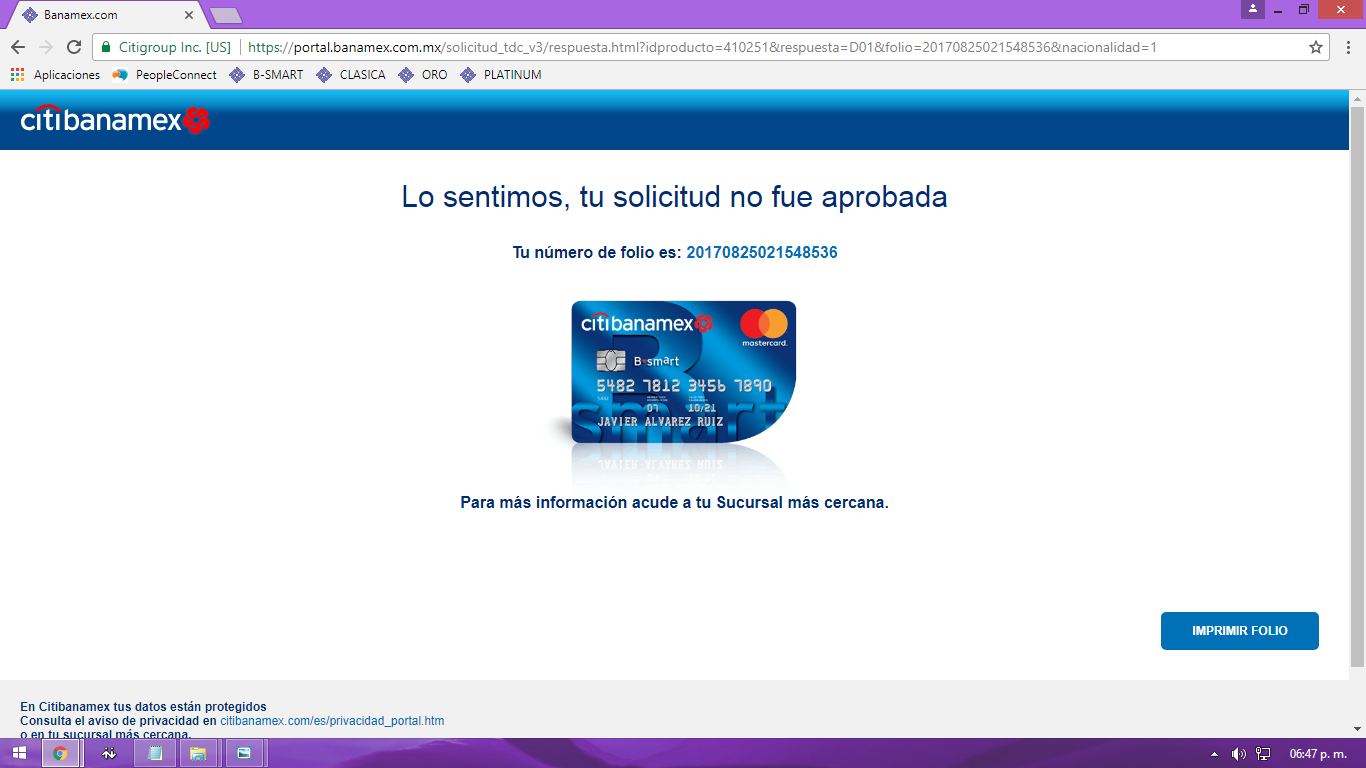 Banamex.com
Citigroup Inc. [US] https://portal.banamex.com.mx/solicitud_tdc_v3/respuesta.html?idproducto=410251&respuesta=D01&folio=20170825021548536&nacionalidad=1
Aplicaciones PeopleConnect B-SMART CLASICA ORO PLATINUM
citibanamex
Lo sentimos, tu solicitud no fue aprobada
Tu número de folio es: 20170825021548536
citibanamex
mastercard.
B•smart
5482 7812 3456 7890
07 10/21
JAVIER ALVAREZ RUIZ
smart
Para más información acude a tu Sucursal más cercana.
IMPRIMIR FOLIO
En Citibanamex tus datos están protegidos
Consulta el aviso de privacidad en citibanamex.com/es/privacidad_portal.htm
o en tu sucursal más cercana.
06:47 p. m.